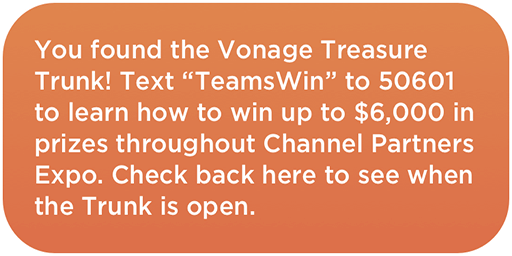 You found the Vonage Treasure
Trunk! Text “TeamsWin” to 50601
to learn how to win up to $6,000 in
prizes throughout Channel Partners
Expo. Check back here to see when
the Trunk is open.